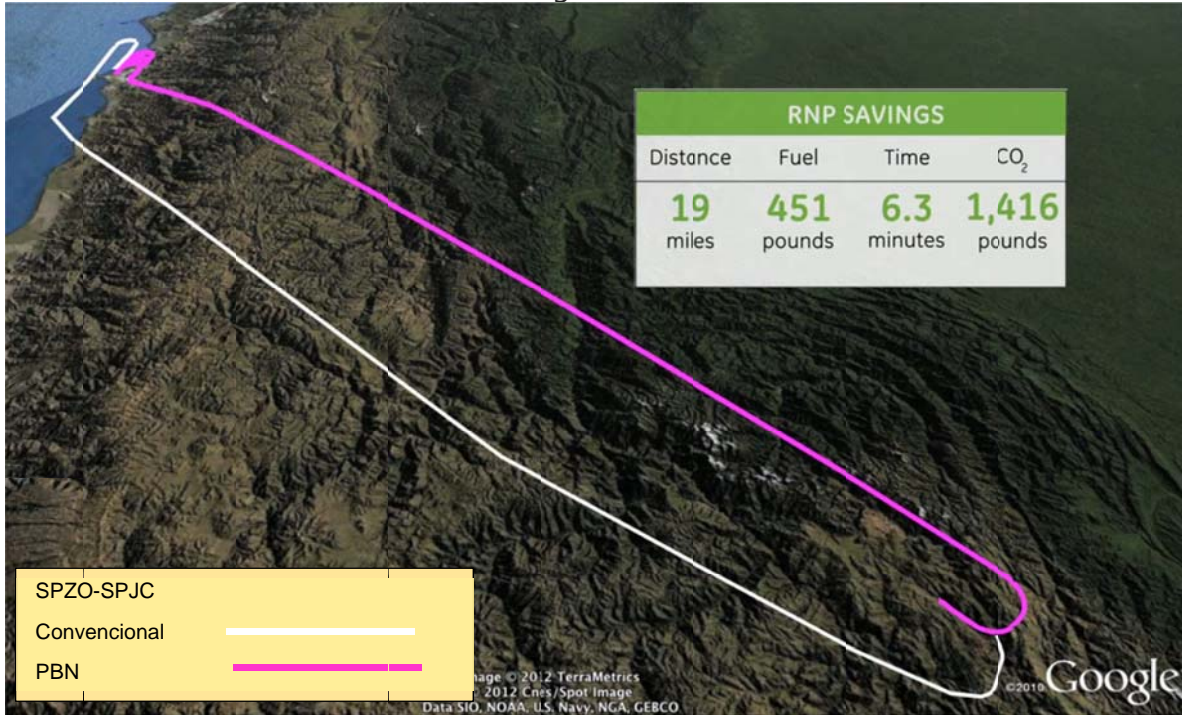 RNP SAVINGS
Distance Fuel Time CO₂
19 451 6.3 1,416
miles pounds minutes pounds
SPZO-SPJC
Convencional
PBN
© 2012 TerraMetrics
© 2012 Cnes/Spot Image
Data SIO, NOAA, U.S. Navy, NGA, GEBCO
©2010 Google